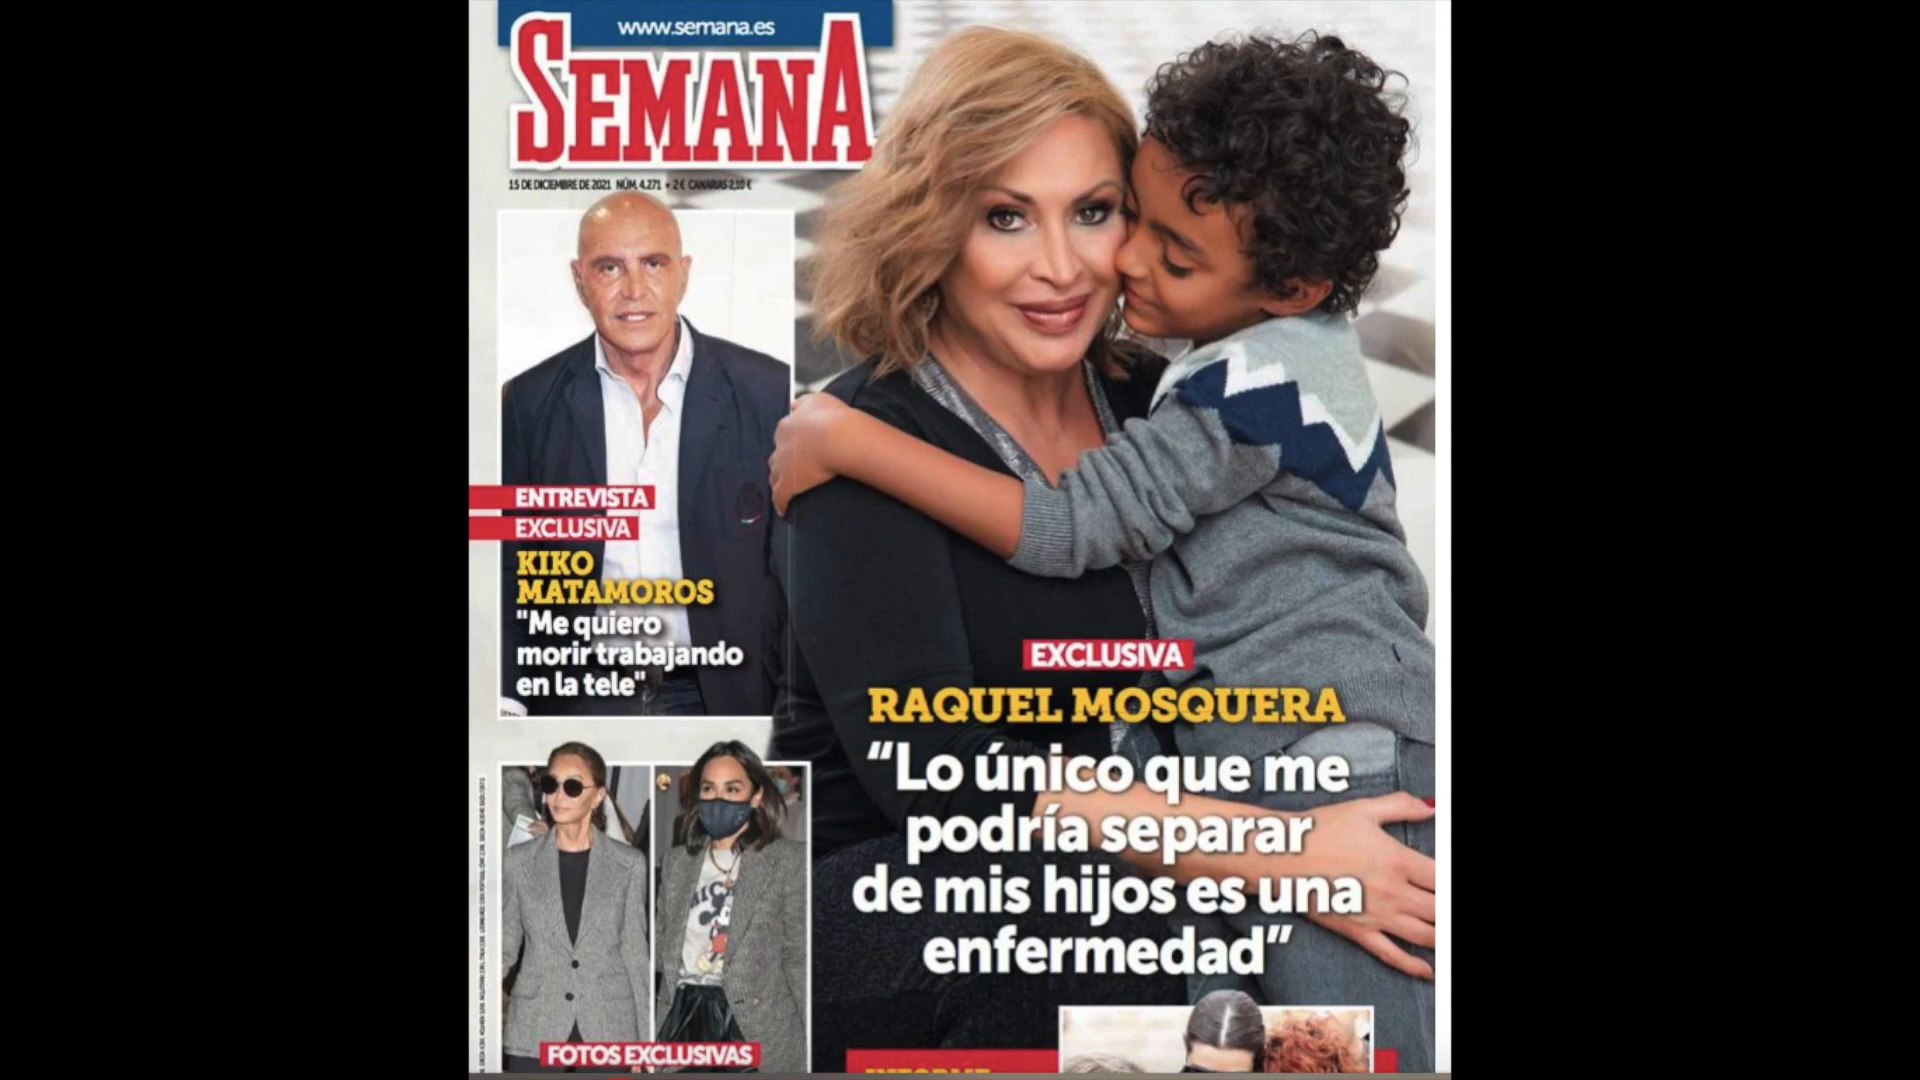 www.semana.es
SEMANA
15 DE DICIEMBRE DE 2021 NÚM. 4.271 • 2 € CANARIAS 2,10 €
ENTREVISTA
EXCLUSIVA
KIKO
MATAMOROS
"Me quiero
morir trabajando
en la tele"
EXCLUSIVA
RAQUEL MOSQUERA
“Lo único que me
podría separar
de mis hijos es una
enfermedad”
FOTOS EXCLUSIVAS
INFORME